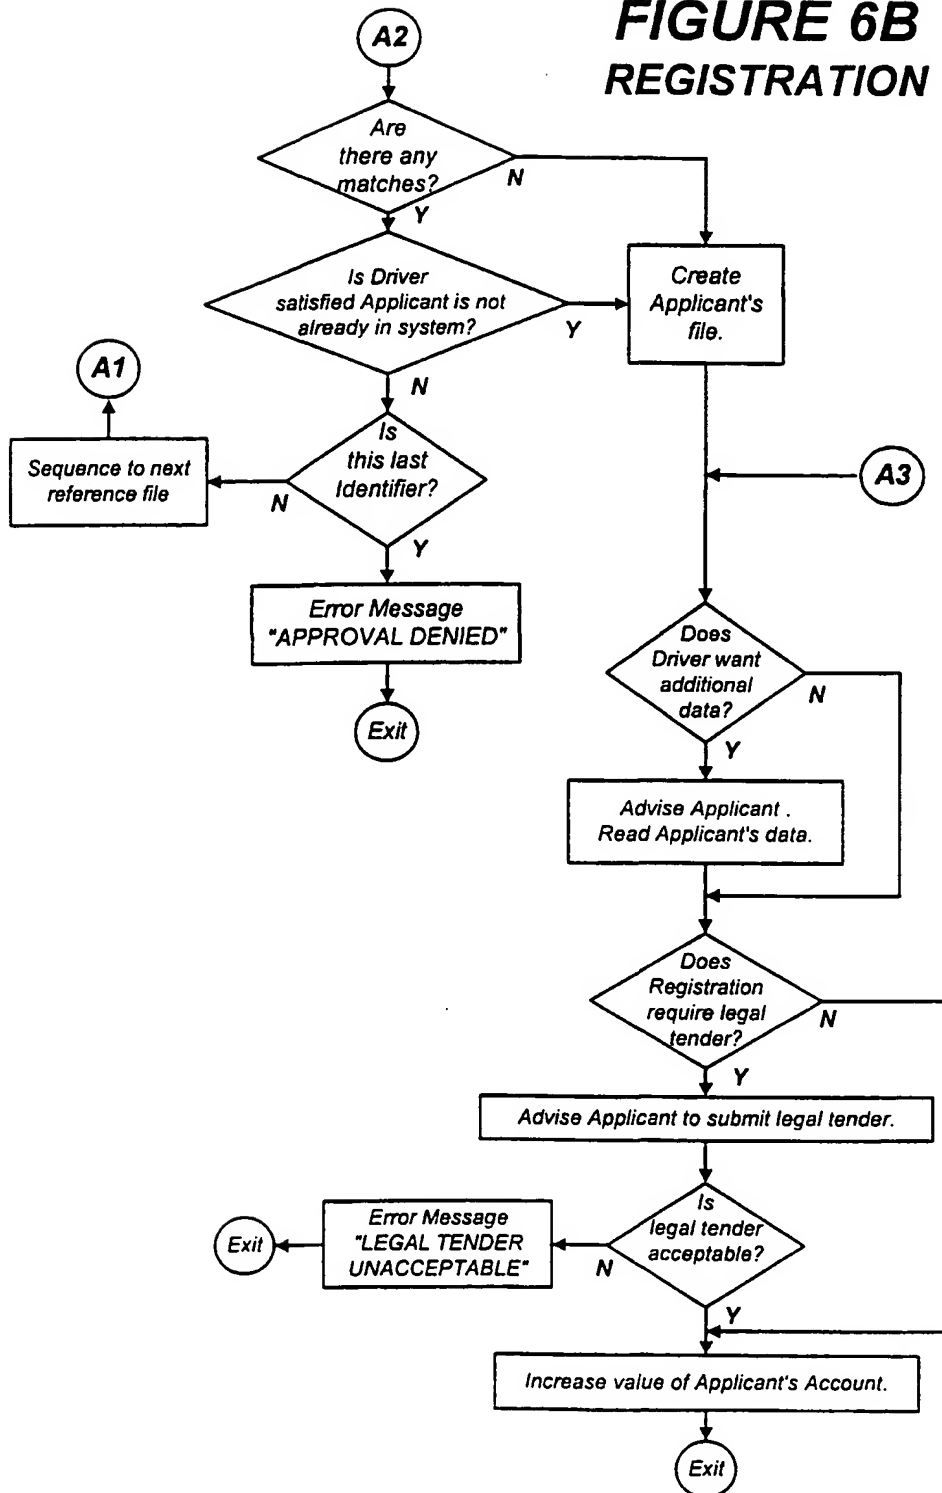 FIGURE 6B
REGISTRATION
A2
Are
there any
matches?
N
Y
Is Driver
satisfied Applicant is not
already in system?
Y
N
Create
Applicant's
file.
A1
Sequence to next
reference file
Is
this last
Identifier?
N
Y
A3
Error Message
"APPROVAL DENIED"
Exit
Does
Driver want
additional
data?
N
Y
Advise Applicant .
Read Applicant's data.
Does
Registration
require legal
tender?
N
Y
Advise Applicant to submit legal tender.
Is
legal tender
acceptable?
N
Y
Error Message
"LEGAL TENDER
UNACCEPTABLE"
Exit
Increase value of Applicant's Account.
Exit